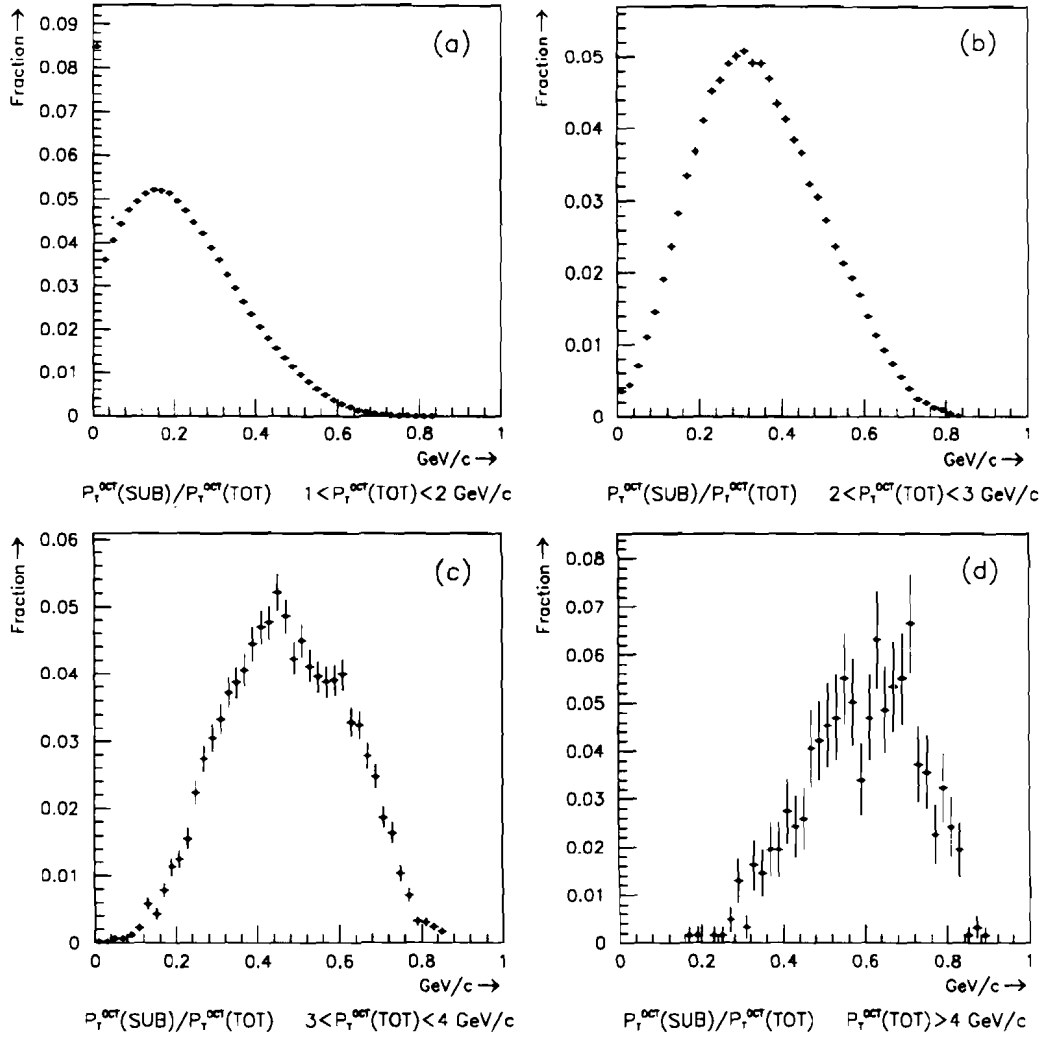 Fraction →
(a)
0.09
0.08
0.07
0.06
0.05
0.04
0.03
0.02
0.01
0
0 0.2 0.4 0.6 0.8 1
GeV/c →
P_T^OCT(SUB)/P_T^OCT(TOT) 1<P_T^OCT(TOT)<2 GeV/c
Fraction →
(b)
0.05
0.04
0.03
0.02
0.01
0
0 0.2 0.4 0.6 0.8 1
GeV/c →
P_T^OCT(SUB)/P_T^OCT(TOT) 2<P_T^OCT(TOT)<3 GeV/c
Fraction →
(c)
0.06
0.05
0.04
0.03
0.02
0.01
0
0 0.2 0.4 0.6 0.8 1
GeV/c →
P_T^OCT(SUB)/P_T^OCT(TOT) 3<P_T^OCT(TOT)<4 GeV/c
Fraction →
(d)
0.08
0.07
0.06
0.05
0.04
0.03
0.02
0.01
0
0 0.2 0.4 0.6 0.8 1
GeV/c →
P_T^OCT(SUB)/P_T^OCT(TOT) P_T^OCT(TOT)>4 GeV/c